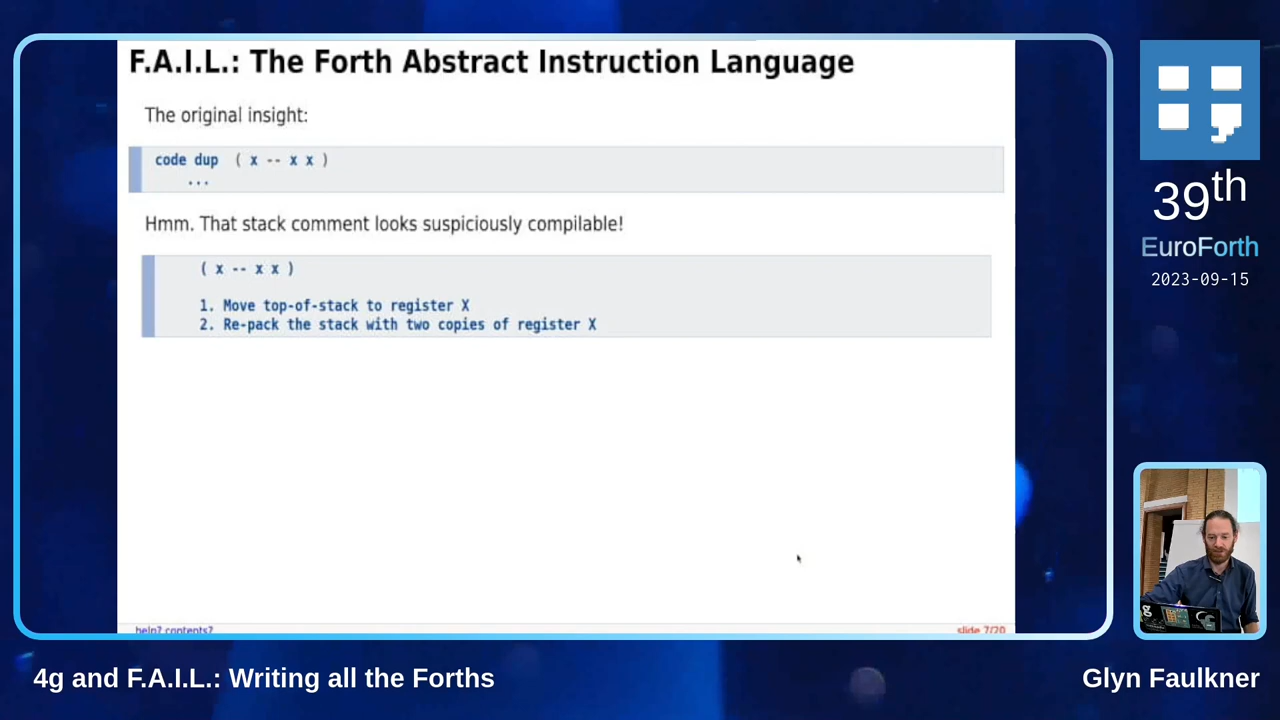 F.A.I.L.: The Forth Abstract Instruction Language
The original insight:
code dup ( x -- x x )
...
Hmm. That stack comment looks suspiciously compilable!
( x -- x x )
1. Move top-of-stack to register X
2. Re-pack the stack with two copies of register X
help? contents?
slide 7/20
39th
EuroForth
2023-09-15
4g and F.A.I.L.: Writing all the Forths
Glyn Faulkner